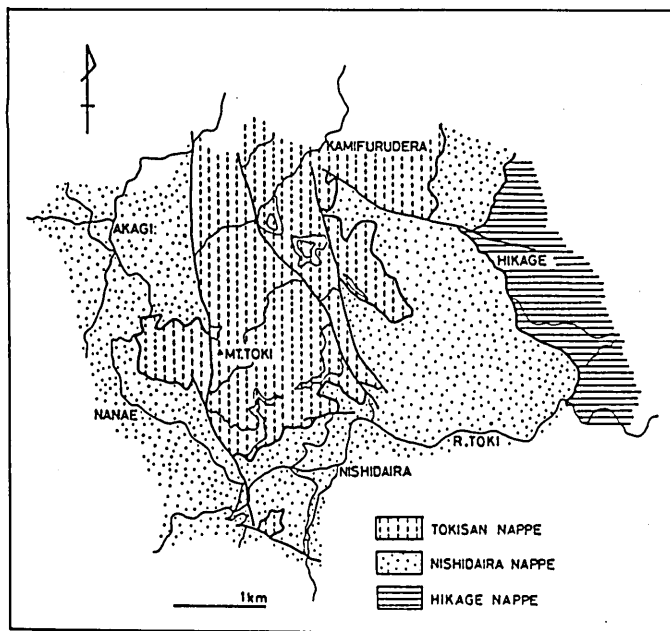 KAMIFURUDERA
AKAGI
HIKAGE
MT.TOKI
NANAE
R.TOKI
NISHIDAIRA
TOKISAN NAPPE
NISHIDAIRA NAPPE
HIKAGE NAPPE
1km